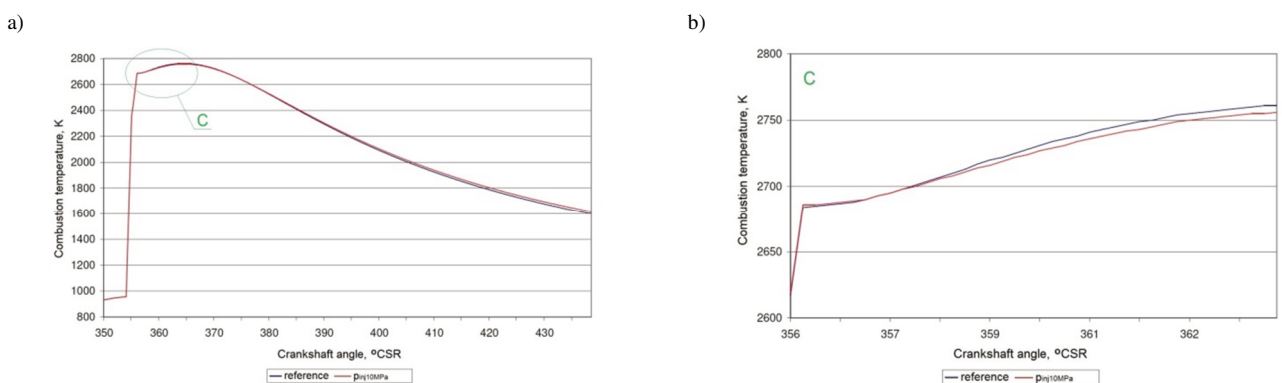 a)
b)
Combustion temperature, K
2800
2600
2400
2200
2000
1800
1600
1400
1200
1000
800
C
350 360 370 380 390 400 410 420 430
Crankshaft angle, ºCSR
reference pinj10MPa
Combustion temperature, K
2800
2750
2700
2650
2600
C
356 357 359 361 362
Crankshaft angle, ºCSR
reference pinj10MPa